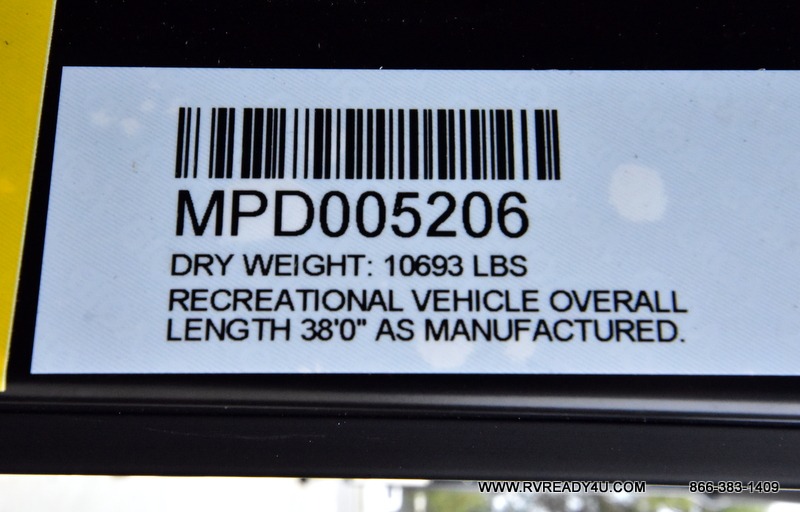 MPD005206
DRY WEIGHT: 10693 LBS
RECREATIONAL VEHICLE OVERALL
LENGTH 38'0" AS MANUFACTURED.
WWW.RVREADY4U.COM 866-383-1409